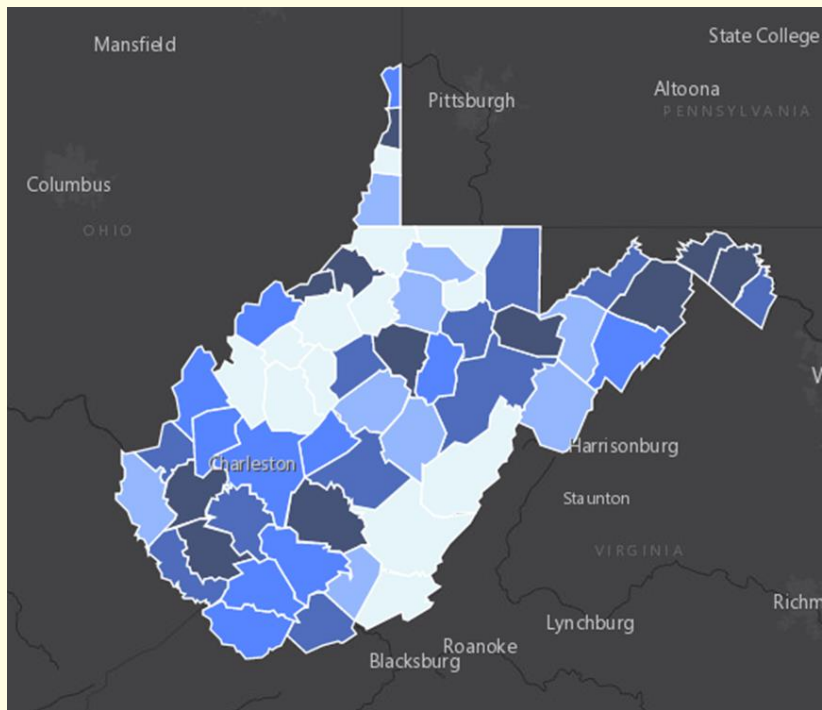 Mansfield
State College
Pittsburgh
Altoona
PENNSYLVANIA
Columbus
OHIO
W
Charleston
Harrisonburg
Staunton
VIRGINIA
Richm
Lynchburg
Roanoke
Blacksburg